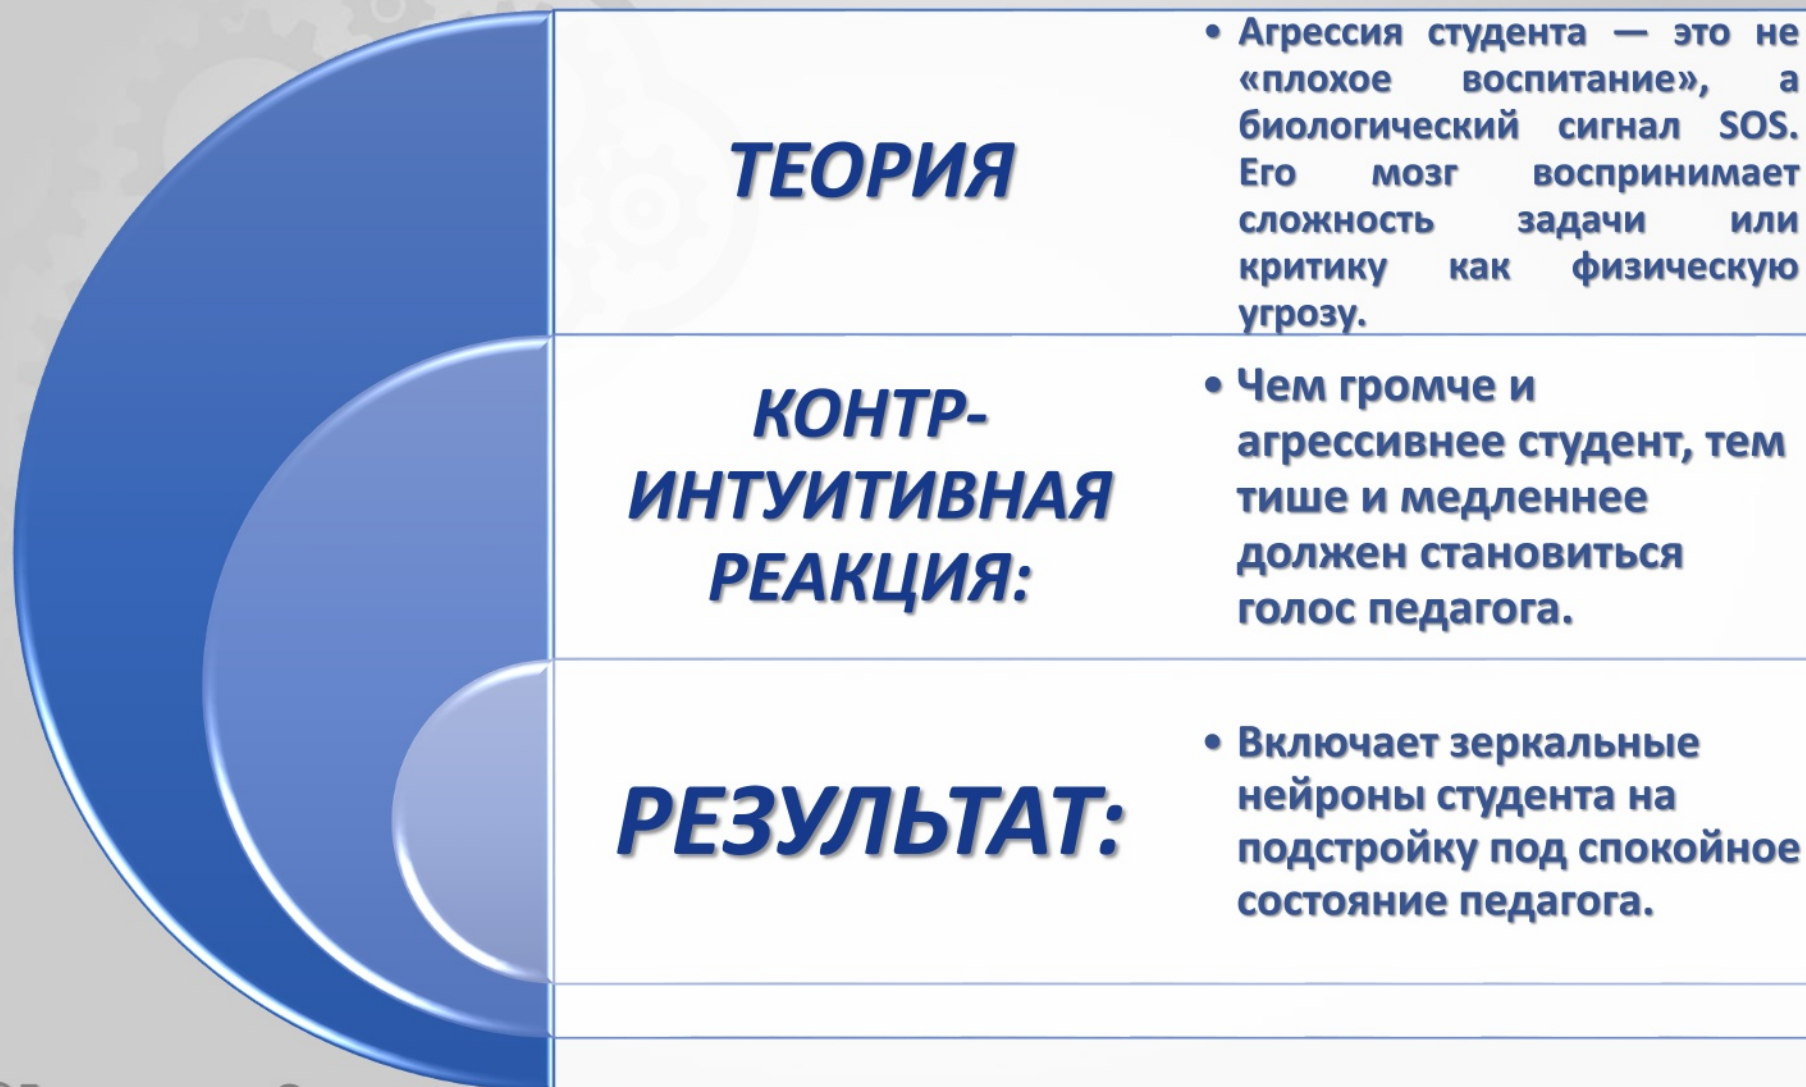 ТЕОРИЯ
• Агрессия студента — это не
«плохое воспитание», а
биологический сигнал SOS.
Его мозг воспринимает
сложность задачи или
критику как физическую
угрозу.
КОНТР-
ИНТУИТИВНАЯ
РЕАКЦИЯ:
• Чем громче и
агрессивнее студент, тем
тише и медленнее
должен становиться
голос педагога.
РЕЗУЛЬТАТ:
• Включает зеркальные
нейроны студента на
подстройку под спокойное
состояние педагога.